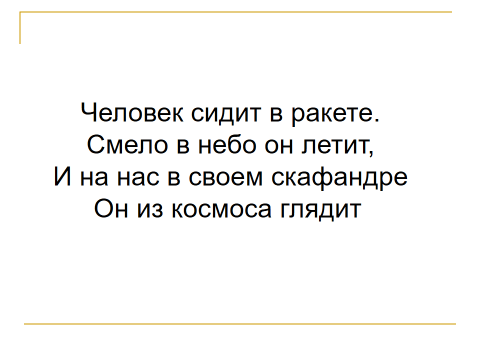 Человек сидит в ракете.
Смело в небо он летит,
И на нас в своем скафандре
Он из космоса глядит